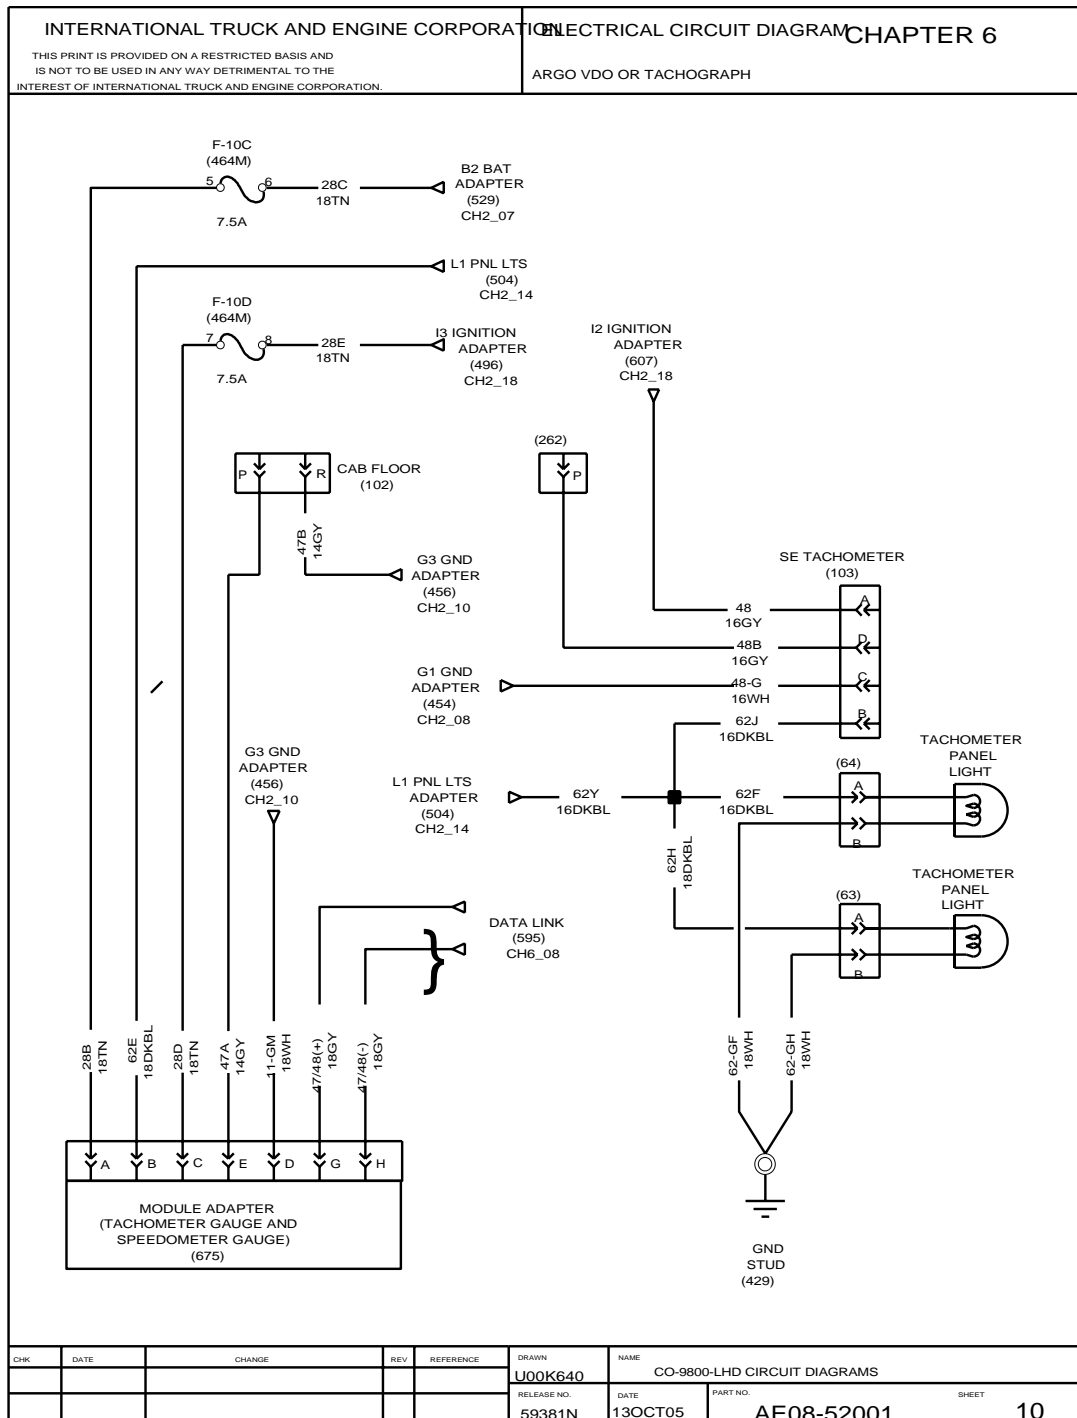 INTERNATIONAL TRUCK AND ENGINE CORPORATION
ELECTRICAL CIRCUIT DIAGRAM
CHAPTER 6
THIS PRINT IS PROVIDED ON A RESTRICTED BASIS AND
IS NOT TO BE USED IN ANY WAY DETRIMENTAL TO THE
INTEREST OF INTERNATIONAL TRUCK AND ENGINE CORPORATION.
ARGO VDO OR TACHOGRAPH
F-10C
(464M)
5
6
7.5A
28C
18TN
B2 BAT
ADAPTER
(529)
CH2_07
L1 PNL LTS
(504)
CH2_14
F-10D
(464M)
7
8
7.5A
28E
18TN
I3 IGNITION
ADAPTER
(496)
CH2_18
I2 IGNITION
ADAPTER
(607)
CH2_18
P
R
CAB FLOOR
(102)
47B
14GY
G3 GND
ADAPTER
(456)
CH2_10
(262)
P
SE TACHOMETER
(103)
48
16GY
A
48B
16GY
D
G1 GND
ADAPTER
(454)
CH2_08
48-G
16WH
C
62J
16DKBL
B
G3 GND
ADAPTER
(456)
CH2_10
L1 PNL LTS
ADAPTER
(504)
CH2_14
62Y
16DKBL
62F
16DKBL
62H
18DKBL
(64)
A
B
TACHOMETER
PANEL
LIGHT
(63)
A
B
TACHOMETER
PANEL
LIGHT
DATA LINK
(595)
CH6_08
28B
18TN
62E
18DKBL
28D
18TN
47A
14GY
11-GM
18WH
47/48(+)
18GY
47/48(-)
18GY
62-GF
18WH
62-GH
18WH
A
B
C
E
D
G
H
MODULE ADAPTER
(TACHOMETER GAUGE AND
SPEEDOMETER GAUGE)
(675)
GND
STUD
(429)
CHK
DATE
CHANGE
REV
REFERENCE
DRAWN
U00K640
NAME
CO-9800-LHD CIRCUIT DIAGRAMS
RELEASE NO.
59381N
DATE
13OCT05
PART NO.
AE08-52001
SHEET
10